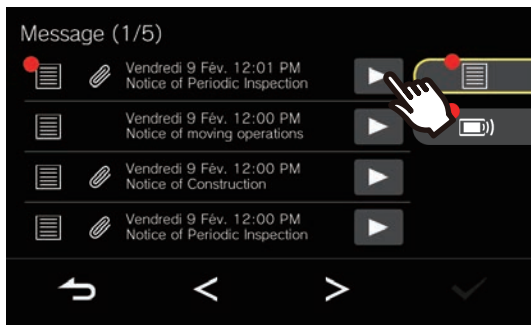 Message (1/5)
Vendredi 9 Fév. 12:01 PM
Notice of Periodic Inspection
Vendredi 9 Fév. 12:00 PM
Notice of moving operations
Vendredi 9 Fév. 12:00 PM
Notice of Construction
Vendredi 9 Fév. 12:00 PM
Notice of Periodic Inspection